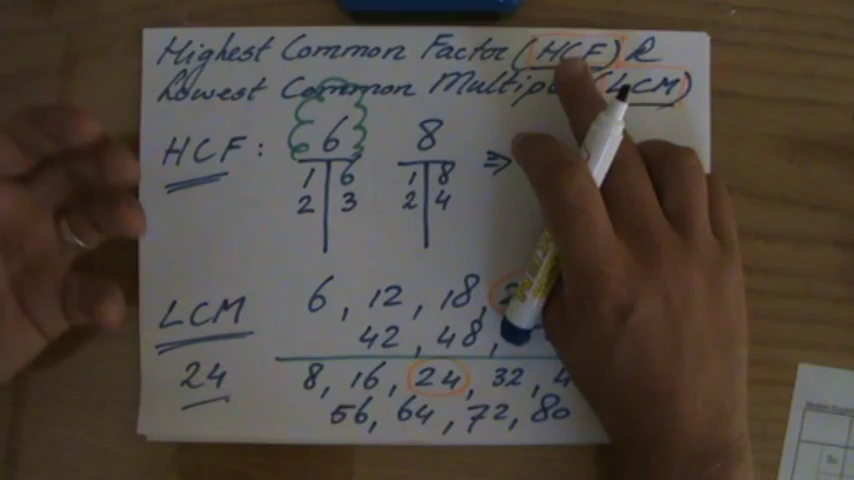 Highest Common Factor (HCF) &
Lowest Common (LCM)
HCF: 6 8 ⇒
1 6 1 8
2 3 2 4
LCM 6, 12, 18,
42, 48,
24 8, 16, 24, 32,
56, 64, 72, 80